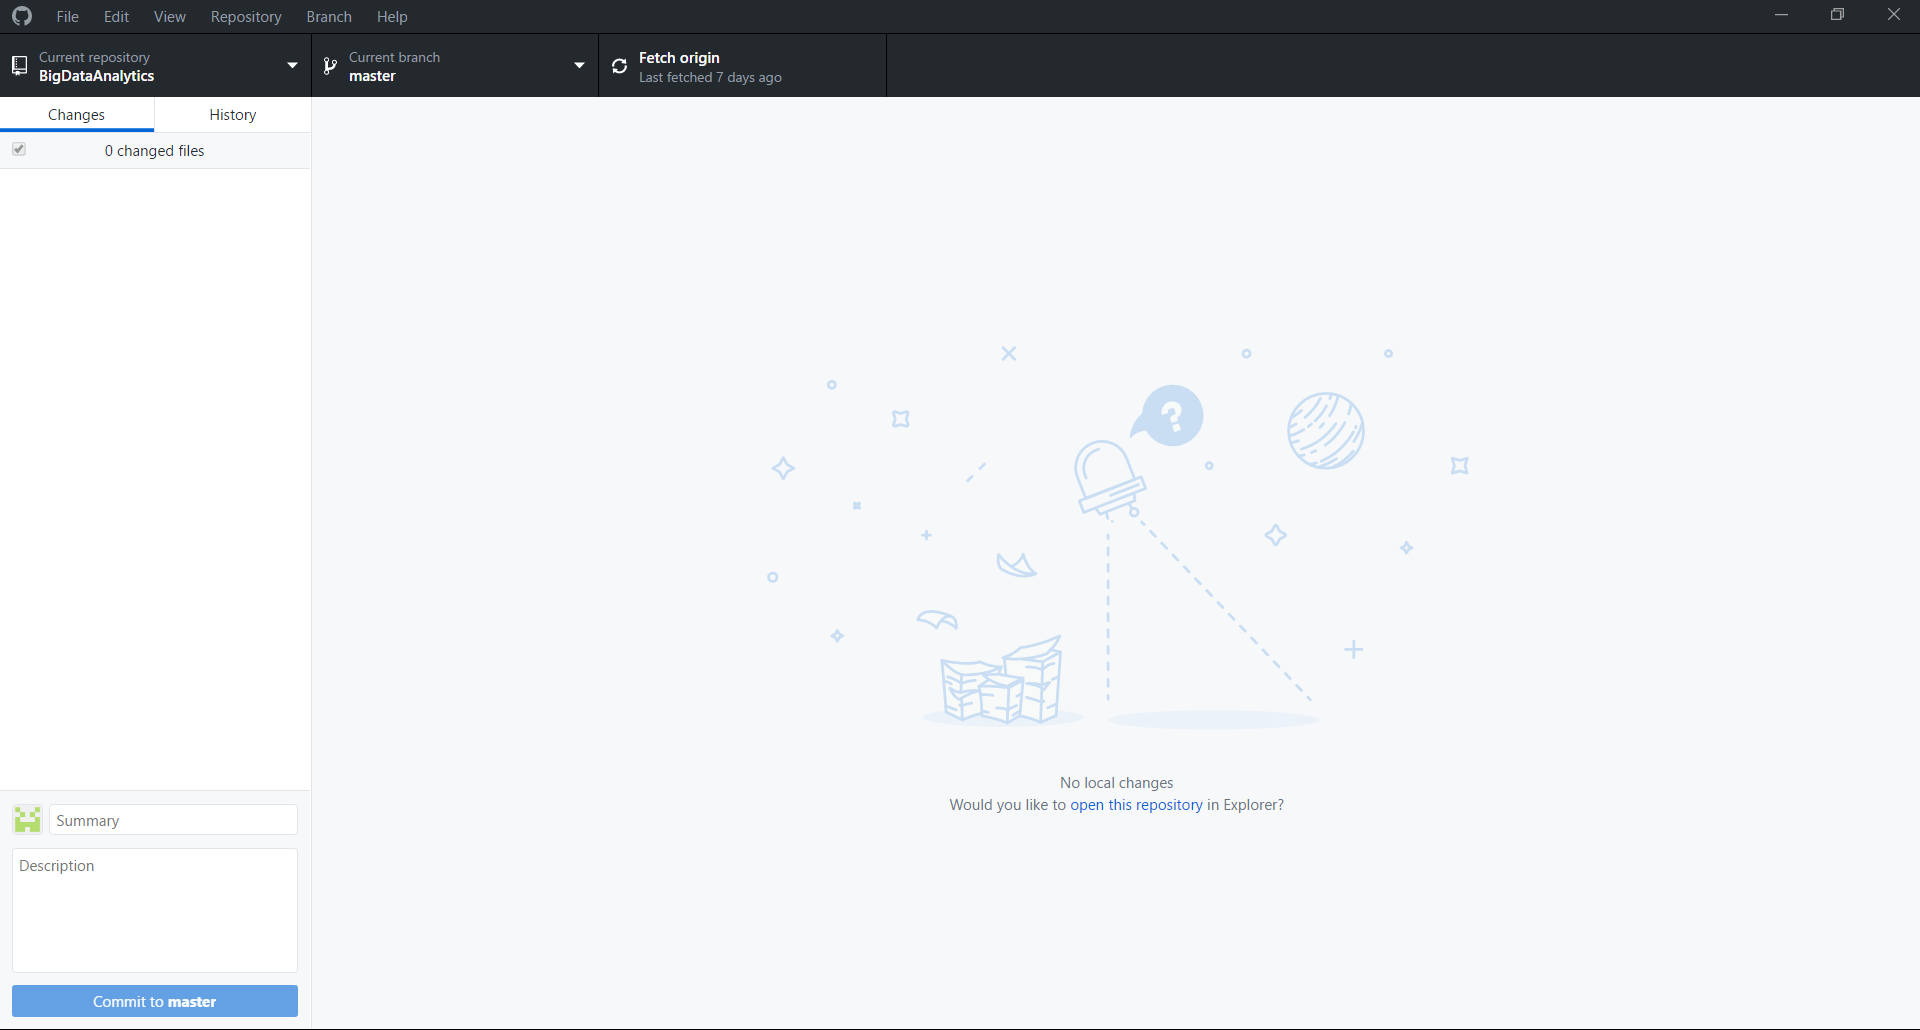 File Edit View Repository Branch Help
Current repository
BigDataAnalytics
Current branch
master
Fetch origin
Last fetched 7 days ago
Changes
History
0 changed files
?
No local changes
Would you like to open this repository in Explorer?
Summary
Description
Commit to master